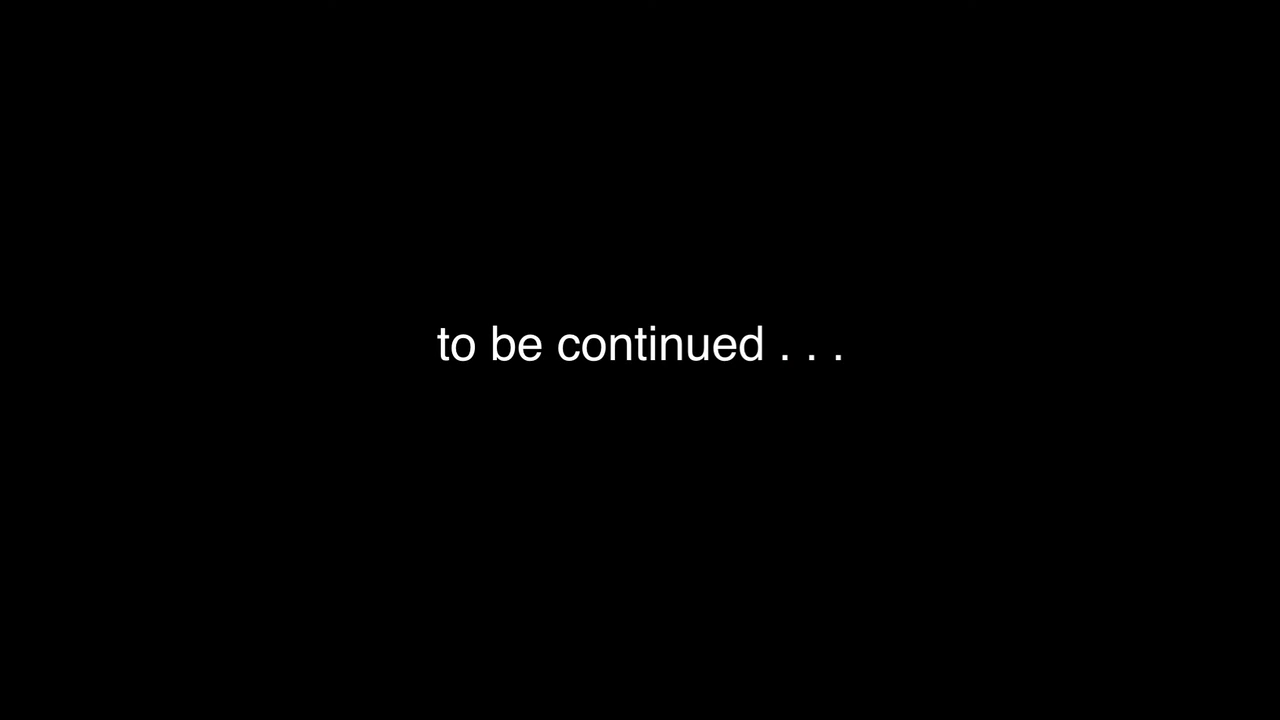 to be continued . . .